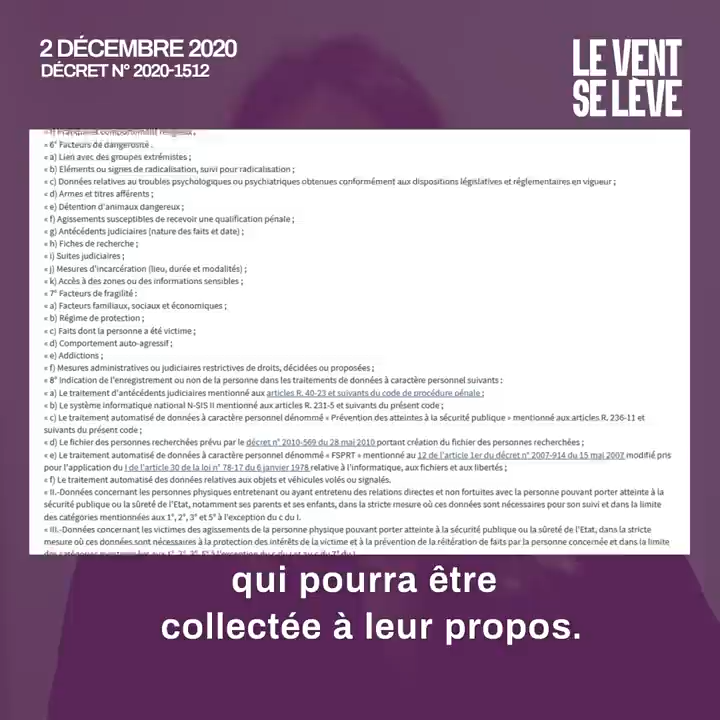 2 DÉCEMBRE 2020
DÉCRET N° 2020-1512
LE VENT
SE LÈVE
« 6° Facteurs de dangerosité :
« a) Lien avec des groupes extrémistes ;
« b) Eléments ou signes de radicalisation, suivi pour radicalisation ;
« c) Données relatives au troubles psychologiques ou psychiatriques obtenues conformément aux dispositions législatives et réglementaires en vigueur ;
« d) Armes et titres afférents ;
« e) Détention d'animaux dangereux ;
« f) Agissements susceptibles de recevoir une qualification pénale ;
« g) Antécédents judiciaires (nature des faits et date) ;
« h) Fiches de recherche ;
« i) Suites judiciaires ;
« j) Mesures d'incarcération (lieu, durée et modalités) ;
« k) Accès à des zones ou des informations sensibles ;
« 7° Facteurs de fragilité :
« a) Facteurs familiaux, sociaux et économiques ;
« b) Régime de protection ;
« c) Faits dont la personne a été victime ;
« d) Comportement auto-agressif ;
« e) Addictions ;
« f) Mesures administratives ou judiciaires restrictives de droits, décidées ou proposées ;
« 8° Indication de l'enregistrement ou non de la personne dans les traitements de données à caractère personnel suivants :
« a) Le traitement d'antécédents judiciaires mentionné aux articles R. 40-23 et suivants du code de procédure pénale ;
« b) Le système informatique national N-SIS II mentionné aux articles R. 231-5 et suivants du présent code ;
« c) Le traitement automatisé de données à caractère personnel dénommé « Prévention des atteintes à la sécurité publique » mentionné aux articles R. 236-11 et
suivants du présent code ;
« d) Le fichier des personnes recherchées prévu par le décret n° 2010-569 du 28 mai 2010 portant création du fichier des personnes recherchées ;
« e) Le traitement automatisé de données à caractère personnel dénommé « FSPRT » mentionné au 12 de l'article 1er du décret n° 2007-914 du 15 mai 2007 modifié pris
pour l'application du I de l'article 30 de la loi n° 78-17 du 6 janvier 1978 relative à l'informatique, aux fichiers et aux libertés ;
« f) Le traitement automatisé des données relatives aux objets et véhicules volés ou signalés.
« II.-Données concernant les personnes physiques entretenant ou ayant entretenu des relations directes et non fortuites avec la personne pouvant porter atteinte à la
sécurité publique ou la sûreté de l'Etat, notamment ses parents et ses enfants, dans la stricte mesure où ces données sont nécessaires pour son suivi et dans la limite
des catégories mentionnées aux 1°, 2°, 3° et 5° à l'exception du c du I.
« III.-Données concernant les victimes des agissements de la personne physique pouvant porter atteinte à la sécurité publique ou la sûreté de l'Etat, dans la stricte
mesure où ces données sont nécessaires à la protection des intérêts de la victime et à la prévention de la réitération de faits par la personne concernée et dans la limite
qui pourra être
collectée à leur propos.